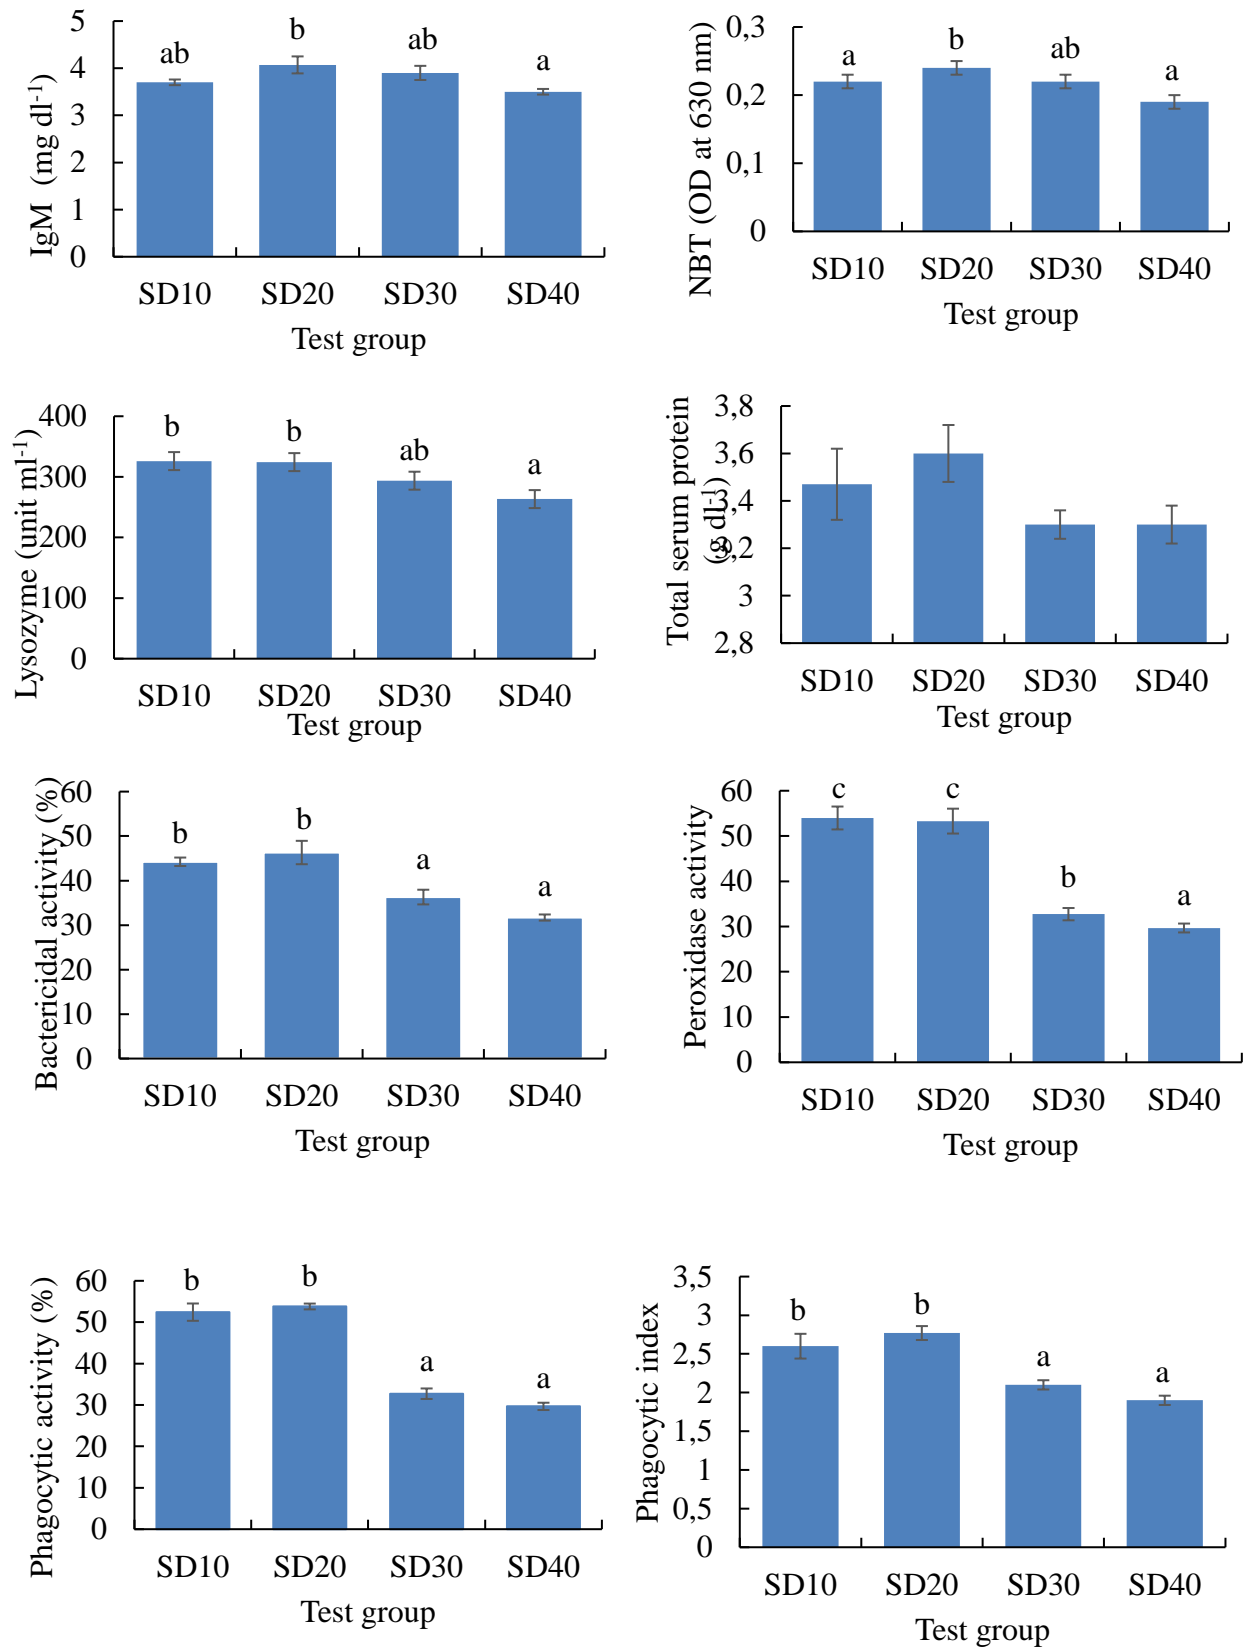 IgM (mg dl-1)
5
4
3
2
1
0
ab
b
ab
a
SD10 SD20 SD30 SD40
Test group
NBT (OD at 630 nm)
0,3
0,2
0,1
0
a
b
ab
a
SD10 SD20 SD30 SD40
Test group
Lysozyme (unit ml-1)
400
300
200
100
0
b
b
ab
a
SD10 SD20 SD30 SD40
Test group
Total serum protein
(g dl-1)
3,8
3,6
3,4
3,2
3
2,8
SD10 SD20 SD30 SD40
Test group
Bactericidal activity (%)
60
50
40
30
20
10
0
b
b
a
a
SD10 SD20 SD30 SD40
Test group
Peroxidase activity
60
50
40
30
20
10
0
c
c
b
a
SD10 SD20 SD30 SD40
Test group
Phagocytic activity (%)
60
50
40
30
20
10
0
b
b
a
a
SD10 SD20 SD30 SD40
Test group
Phagocytic index
3,5
3
2,5
2
1,5
1
0,5
0
b
b
a
a
SD10 SD20 SD30 SD40
Test group